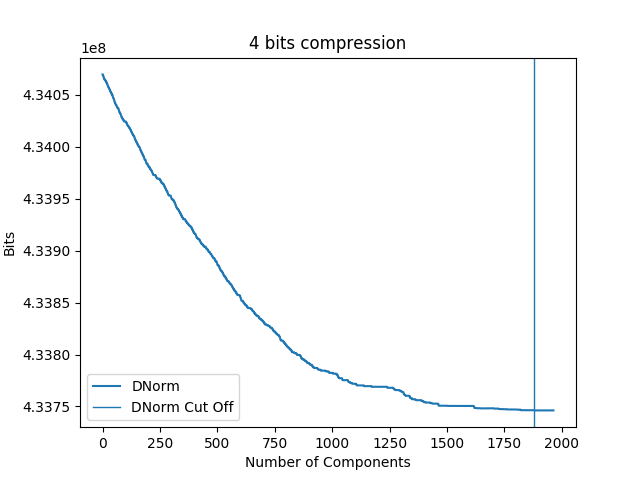 4 bits compression
1e8
4.3405
4.3400
4.3395
4.3390
4.3385
4.3380
4.3375
Bits
DNorm
DNorm Cut Off
0 250 500 750 1000 1250 1500 1750 2000
Number of Components